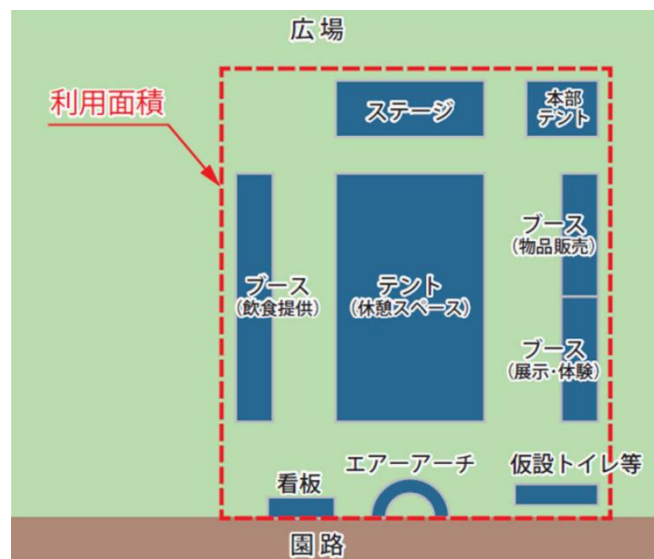 広場
利用面積
ステージ
本部
テント
ブース
(物品販売)
ブース
(飲食提供)
テント
(休憩スペース)
ブース
(展示・体験)
エアーアーチ
仮設トイレ等
看板
園路